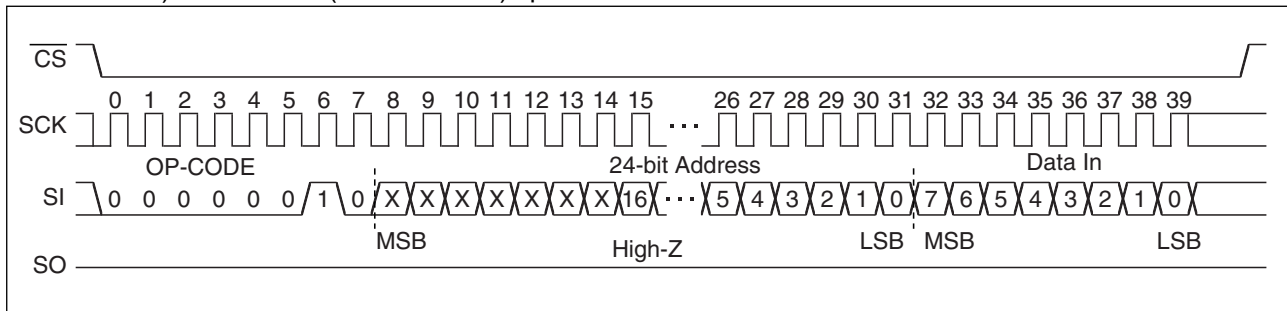 CS
0 1 2 3 4 5 6 7 8 9 10 11 12 13 14 15 26 27 28 29 30 31 32 33 34 35 36 37 38 39
SCK ...
OP-CODE 24-bit Address Data In
SI 0 0 0 0 0 0 1 0 X X X X X X X 16 ... 5 4 3 2 1 0 7 6 5 4 3 2 1 0
MSB High-Z LSB MSB LSB
SO